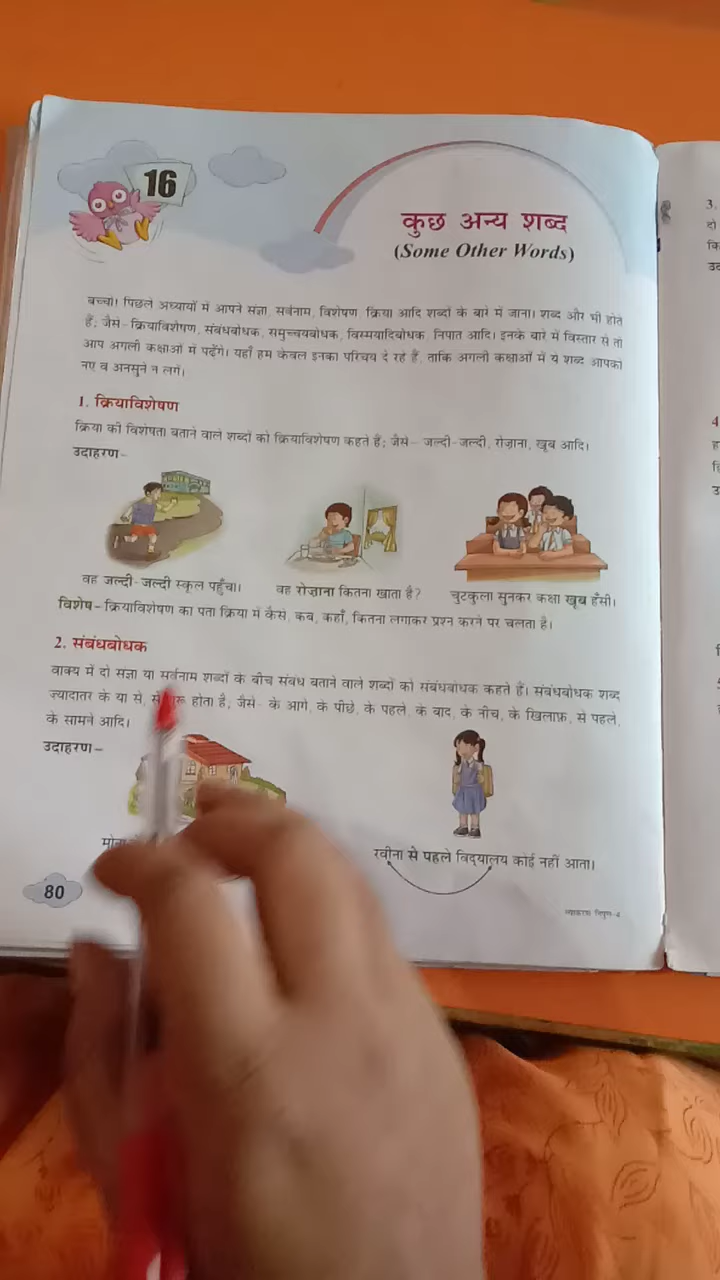 16
कुछ अन्य शब्द
(Some Other Words)
बच्चो! पिछले अध्यायों में आपने संज्ञा, सर्वनाम, विशेषण, क्रिया आदि शब्दों के बारे में जाना। शब्द और भी होते
हैं; जैसे– क्रियाविशेषण, संबंधबोधक, समुच्चयबोधक, विस्मयादिबोधक, निपात आदि। इनके बारे में विस्तार से तो
आप अगली कक्षाओं में पढ़ेंगे। यहाँ हम केवल इनका परिचय दे रहे हैं, ताकि अगली कक्षाओं में ये शब्द आपको
नए व अनसुने न लगें।
1. क्रियाविशेषण
क्रिया की विशेषता बताने वाले शब्दों को क्रियाविशेषण कहते हैं; जैसे– जल्दी-जल्दी, रोज़ाना, खूब आदि।
उदाहरण–
वह जल्दी-जल्दी स्कूल पहुँचा।
वह रोज़ाना कितना खाता है?
चुटकुला सुनकर कक्षा खूब हँसी।
विशेष– क्रियाविशेषण का पता क्रिया में कैसे, कब, कहाँ, कितना लगाकर प्रश्न करने पर चलता है।
2. संबंधबोधक
वाक्य में दो संज्ञा या सर्वनाम शब्दों के बीच संबंध बताने वाले शब्दों को संबंधबोधक कहते हैं। संबंधबोधक शब्द
ज़्यादातर के या से, से होता है; जैसे– के आगे, के पीछे, के पहले, के बाद, के नीचे, के खिलाफ़, से पहले,
के सामने आदि।
उदाहरण–
रवीना से पहले विद्यालय कोई नहीं आता।
80
व्याकरण निपुण-4
3.
दो
4